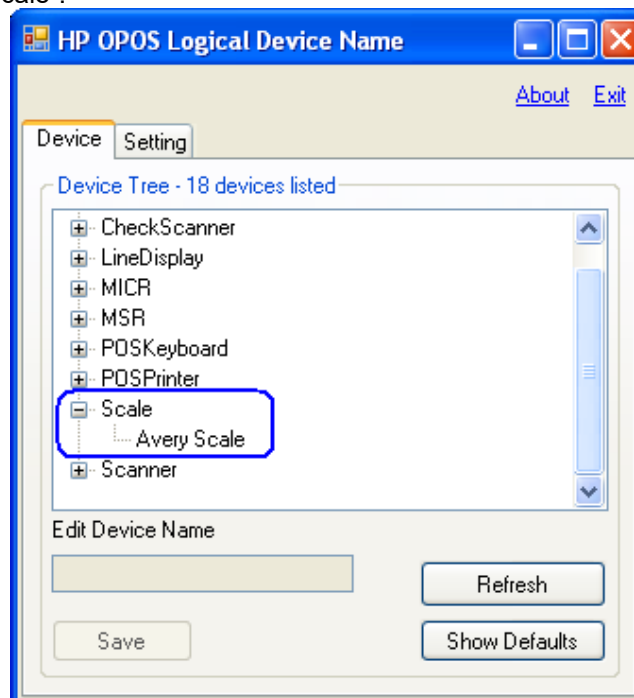 cale".
HP OPOS Logical Device Name
About Exit
Device Setting
Device Tree - 18 devices listed
CheckScanner
LineDisplay
MICR
MSR
POSKeyboard
POSPrinter
Scale
Avery Scale
Scanner
Edit Device Name
Refresh
Save Show Defaults